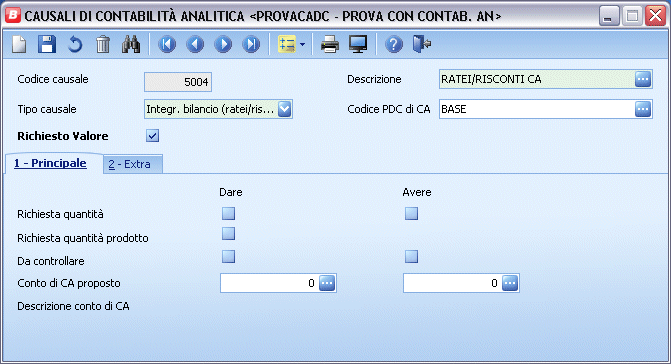 B CAUSALI DI CONTABILITÀ ANALITICA <PROVACADC - PROVA CON CONTAB. AN>
Codice causale 5004 Descrizione RATEI/RISCONTI CA
Tipo causale Integr. bilancio (ratei/ris... Codice PDC di CA BASE
Richiesto Valore
1 - Principale 2 - Extra
Dare Avere
Richiesta quantità
Richiesta quantità prodotto
Da controllare
Conto di CA proposto 0 0
Descrizione conto di CA